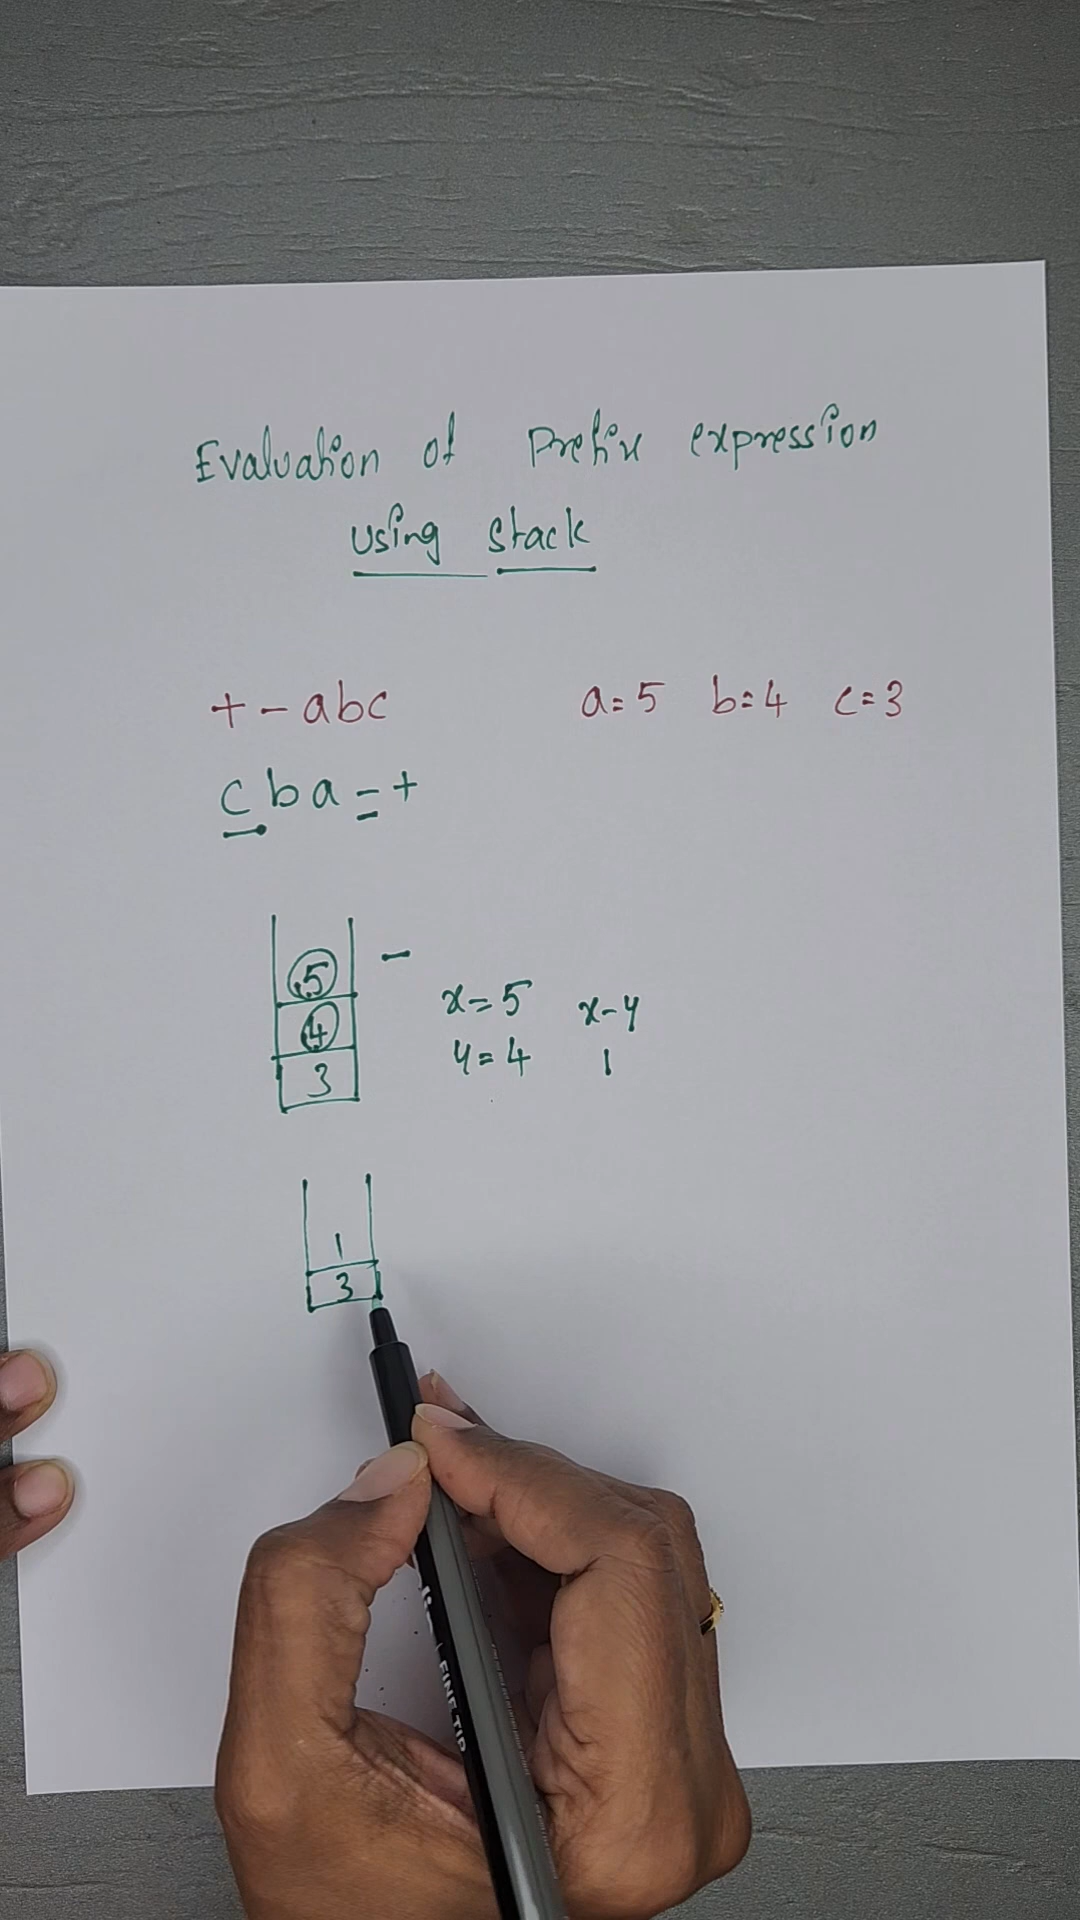 Evaluation of Prefix expression
using stack
+ - abc a=5 b=4 c=3
c b a - +
5 -
x=5 x-y
4
y=4 1
3
1
3
FINE TIP